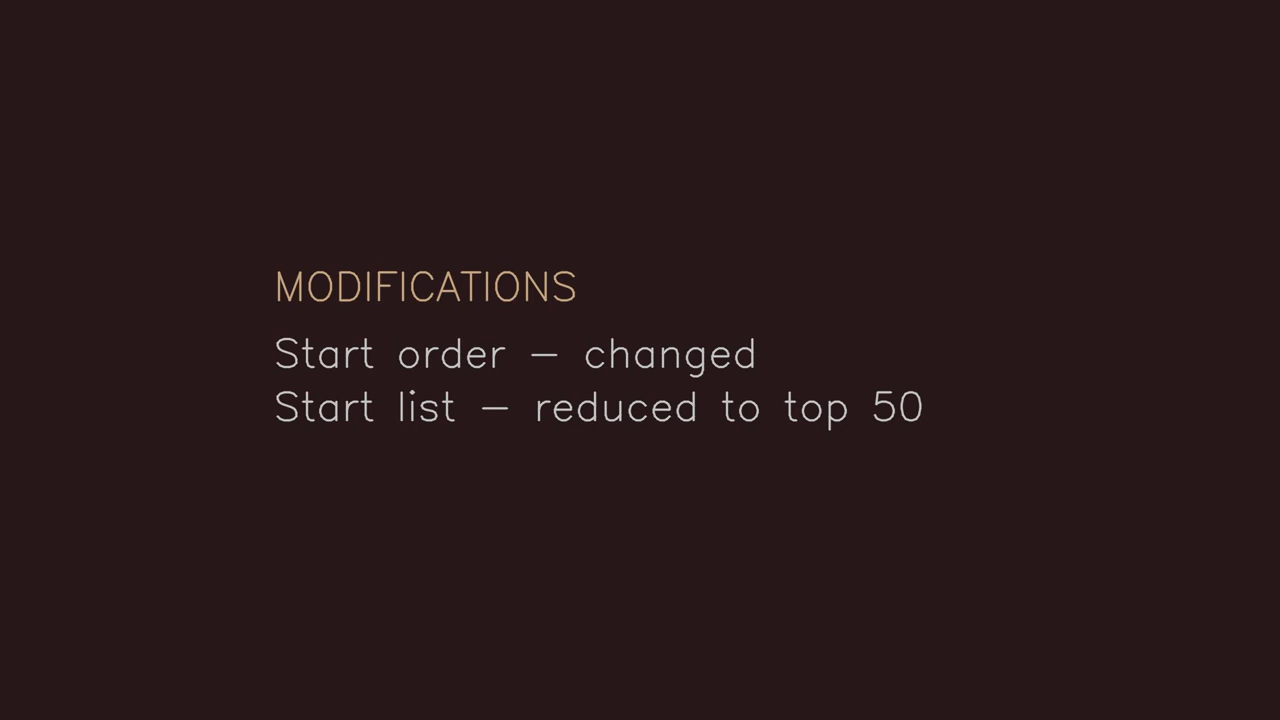 MODIFICATIONS
Start order – changed
Start list – reduced to top 50